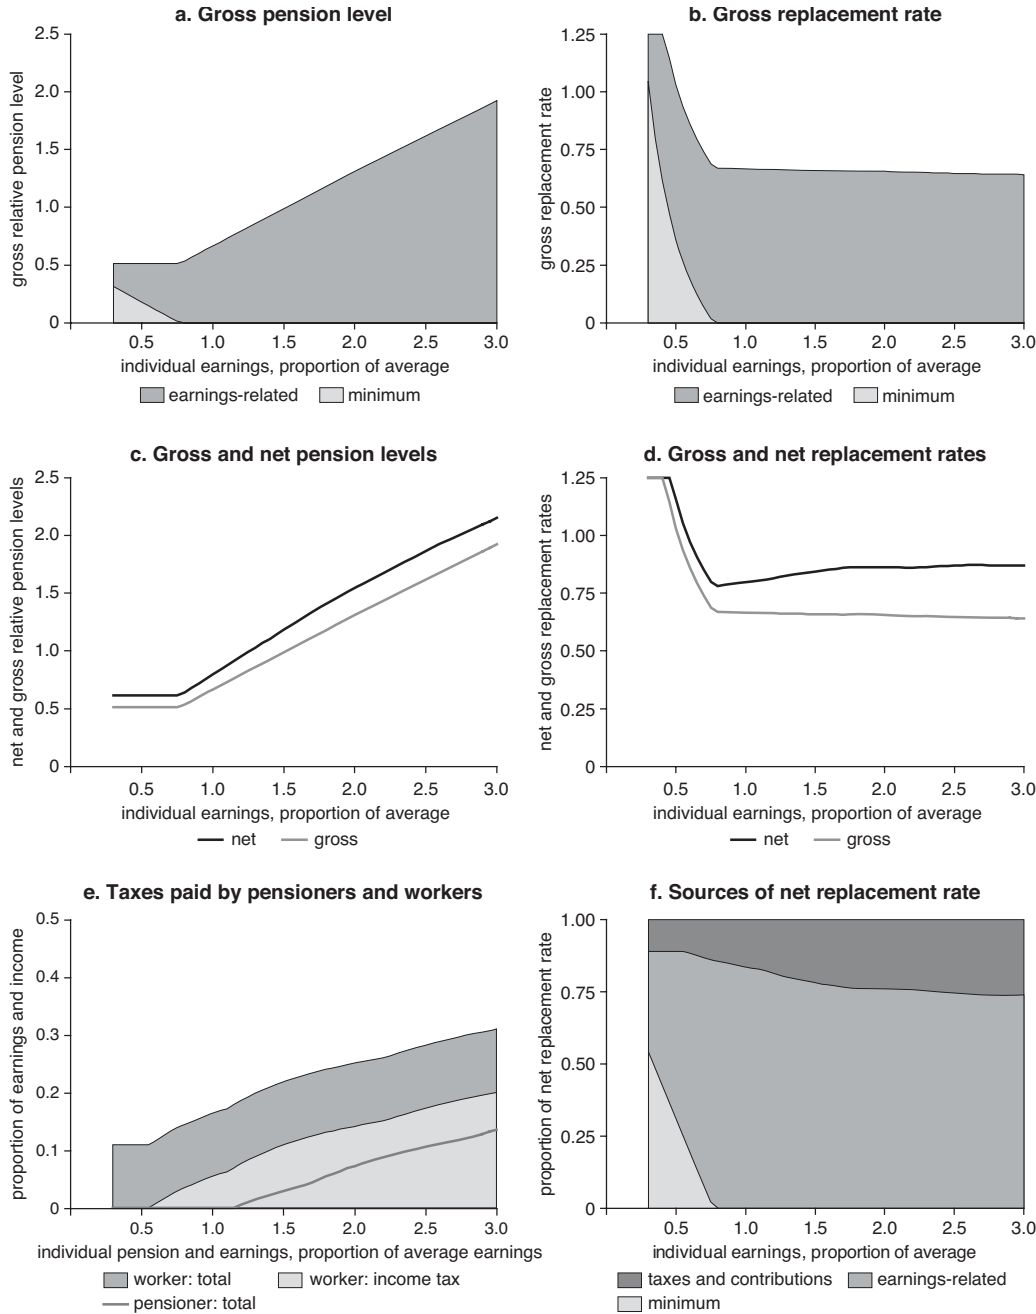 a. Gross pension level
gross relative pension level
2.5
2.0
1.5
1.0
0.5
0
0.5 1.0 1.5 2.0 2.5 3.0
individual earnings, proportion of average
earnings-related minimum
b. Gross replacement rate
gross replacement rate
1.25
1.00
0.75
0.50
0.25
0
0.5 1.0 1.5 2.0 2.5 3.0
individual earnings, proportion of average
earnings-related minimum
c. Gross and net pension levels
net and gross relative pension levels
2.5
2.0
1.5
1.0
0.5
0
0.5 1.0 1.5 2.0 2.5 3.0
individual earnings, proportion of average
net gross
d. Gross and net replacement rates
net and gross replacement rates
1.25
1.00
0.75
0.50
0.25
0
0.5 1.0 1.5 2.0 2.5 3.0
individual earnings, proportion of average
net gross
e. Taxes paid by pensioners and workers
proportion of earnings and income
0.5
0.4
0.3
0.2
0.1
0
0.5 1.0 1.5 2.0 2.5 3.0
individual pension and earnings, proportion of average earnings
worker: total worker: income tax
pensioner: total
f. Sources of net replacement rate
proportion of net replacement rate
1.00
0.75
0.50
0.25
0
0.5 1.0 1.5 2.0 2.5 3.0
individual earnings, proportion of average
taxes and contributions earnings-related
minimum